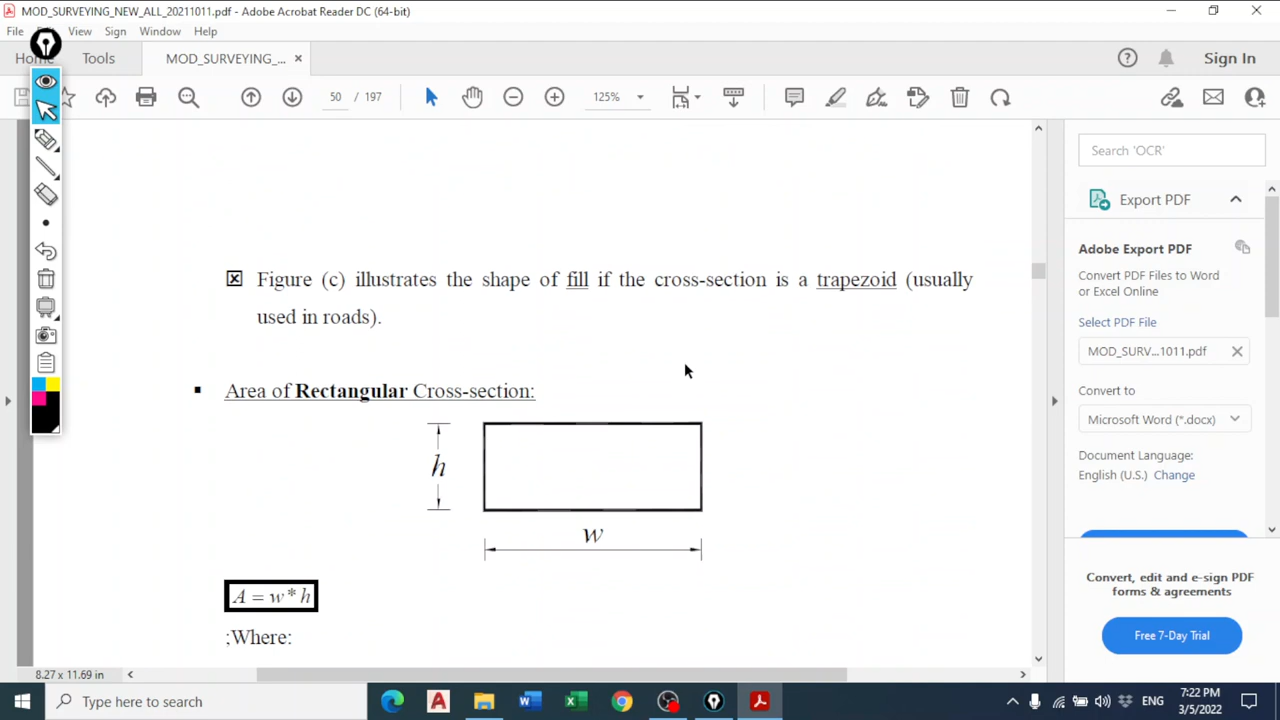 MOD_SURVEYING_NEW_ALL_20211011.pdf - Adobe Acrobat Reader DC (64-bit)
File View Sign Window Help
Tools MOD_SURVEYING_... × Sign In
50 / 197 125%
Search 'OCR'
Export PDF
Adobe Export PDF
Convert PDF Files to Word
or Excel Online
Select PDF File
MOD_SURV...1011.pdf
Convert to
Microsoft Word (*.docx)
Document Language:
English (U.S.) Change
Convert, edit and e-sign PDF
forms & agreements
Free 7-Day Trial
Figure (c) illustrates the shape of fill if the cross-section is a trapezoid (usually
used in roads).
Area of Rectangular Cross-section:
h
w
A = w * h
;Where:
8.27 x 11.69 in
Type here to search
ENG
7:22 PM
3/5/2022